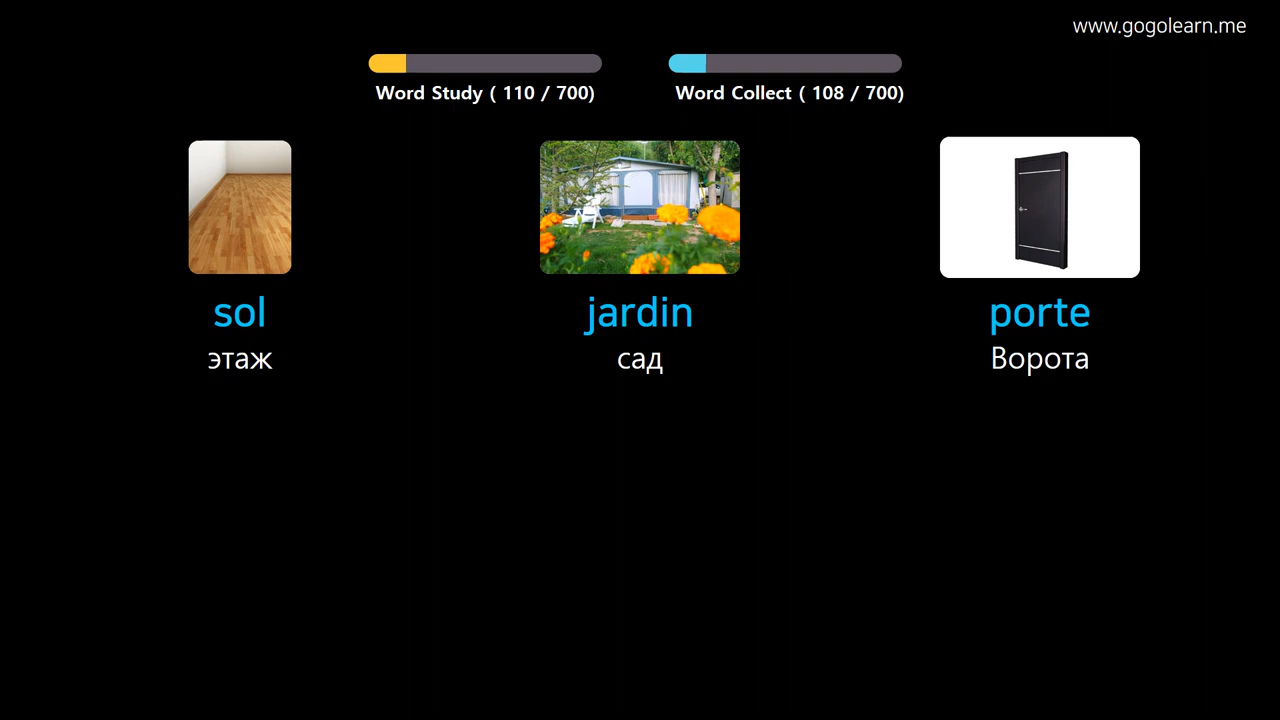 www.gogolearn.me
Word Study ( 110 / 700)
Word Collect ( 108 / 700)
sol
jardin
porte
этаж
сад
Ворота